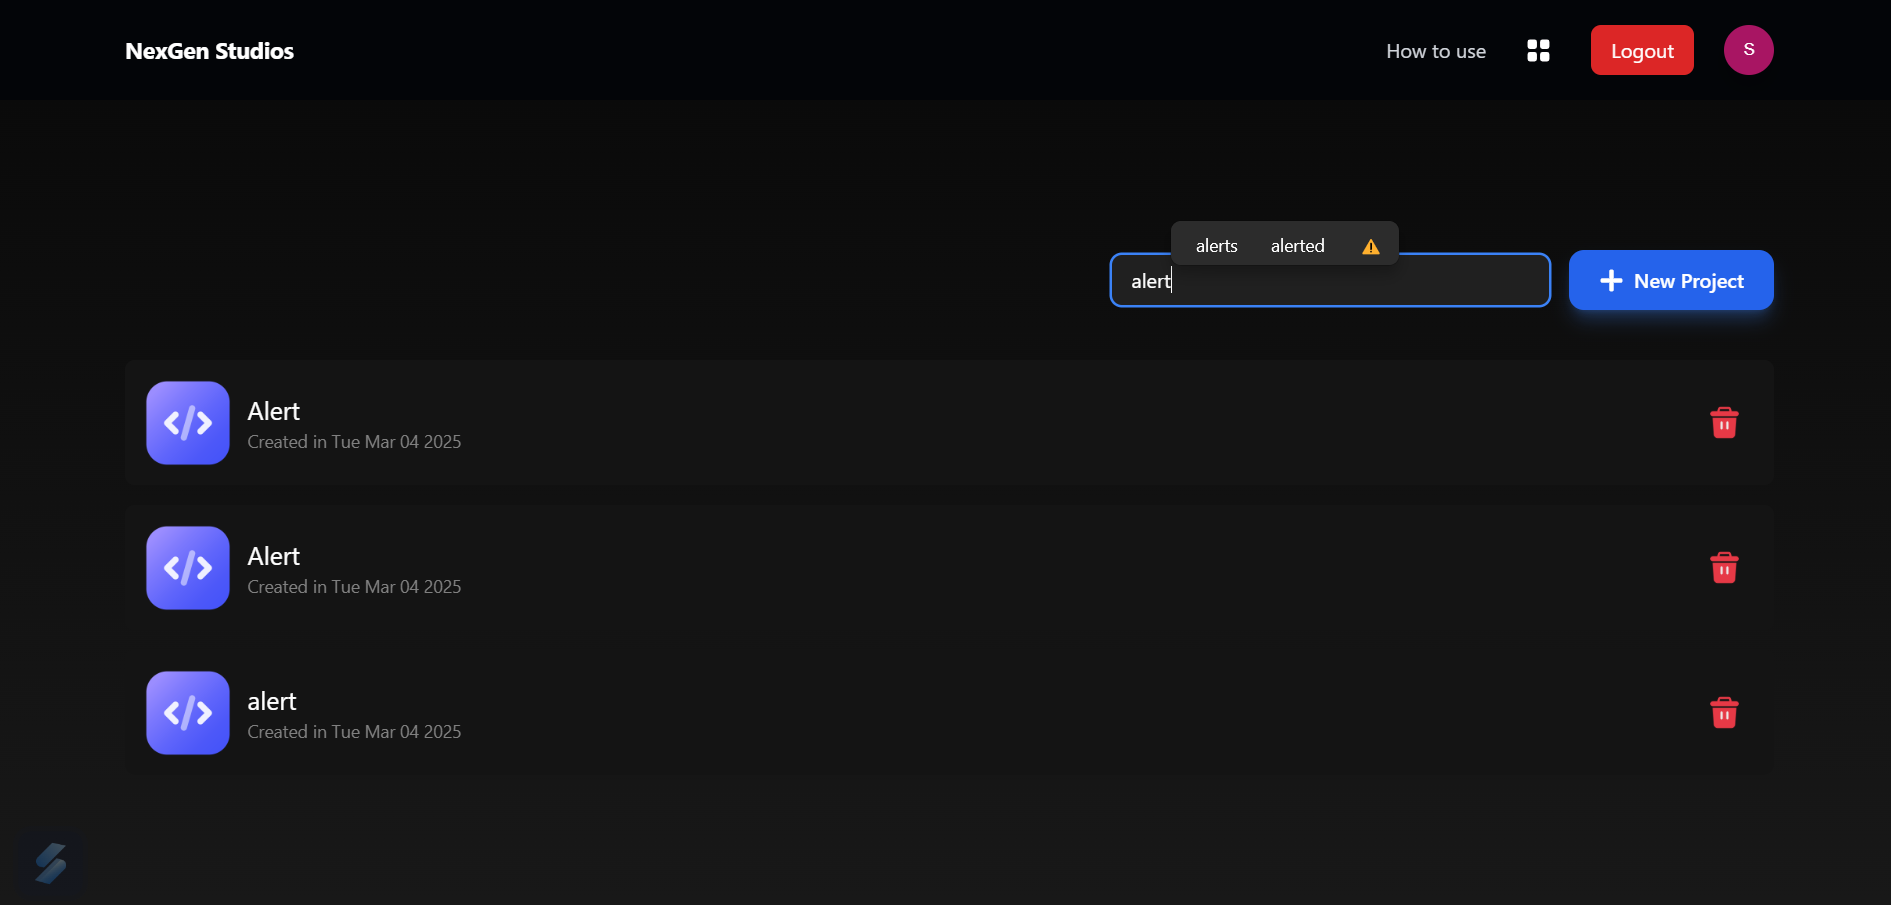 NexGen Studios
How to use
Logout
S
alerts alerted ⚠
alert
New Project
Alert
Created in Tue Mar 04 2025
Alert
Created in Tue Mar 04 2025
alert
Created in Tue Mar 04 2025